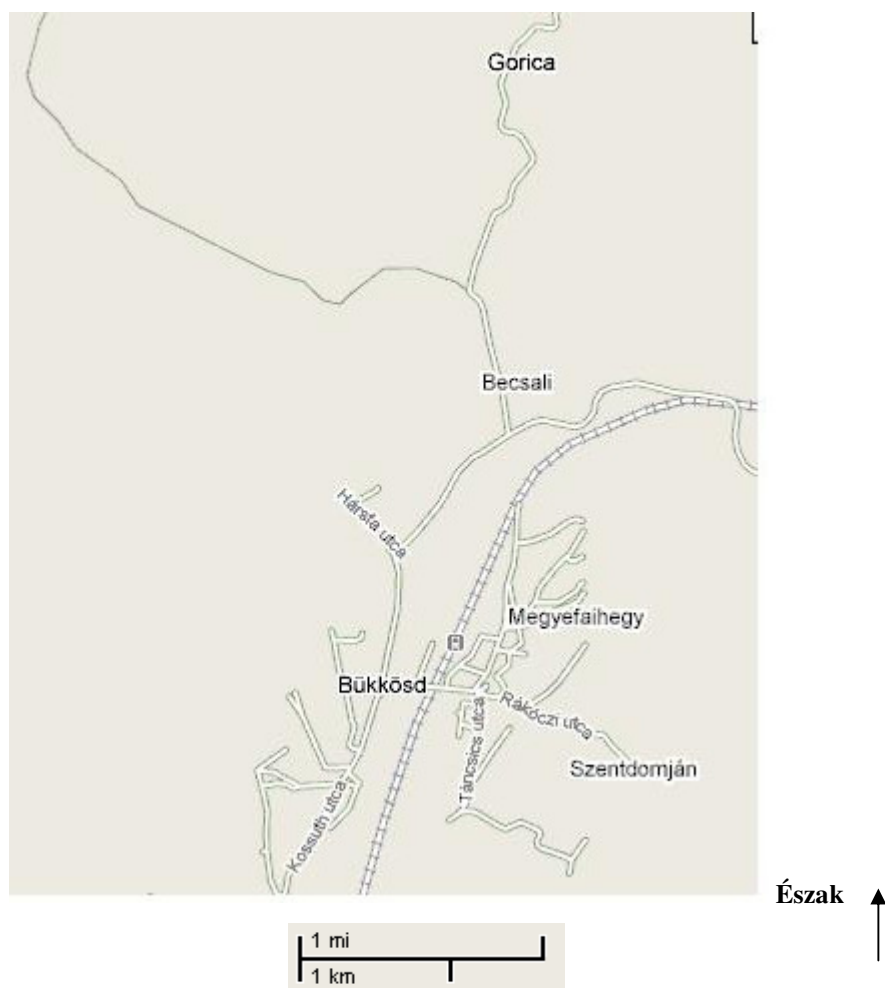 Gorica
Becsali
Hársfa utca
Megyefaihegy
Bükkösd
Rákóczi utca
Táncsics utca
Szentdomján
Kossuth utca
Észak
1 mi
1 km